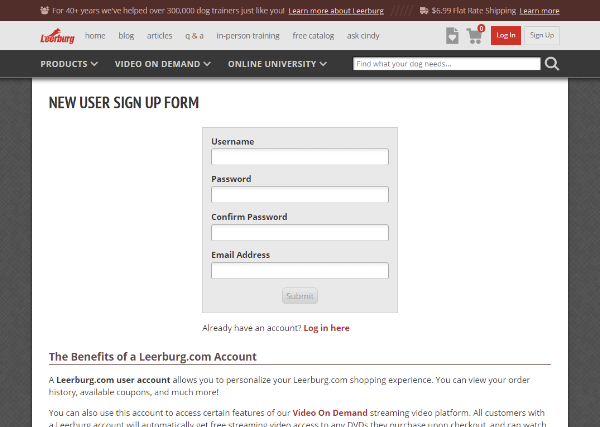 For 40+ years we've helped over 300,000 dog trainers just like you! Learn more about Leerburg $6.99 Flat Rate Shipping Learn more
Leerburg home blog articles q & a in-person training free catalog ask cindy 0 Log In Sign Up
PRODUCTS VIDEO ON DEMAND ONLINE UNIVERSITY Find what your dog needs...
NEW USER SIGN UP FORM
Username
Password
Confirm Password
Email Address
Submit
Already have an account? Log in here
The Benefits of a Leerburg.com Account
A Leerburg.com user account allows you to personalize your Leerburg.com shopping experience. You can view your order
history, available coupons, and much more!
You can also use this account to access certain features of our Video On Demand streaming video platform. All customers with
a Leerburg account will automatically get free streaming video access to any DVDs they purchase upon checkout, and can watch